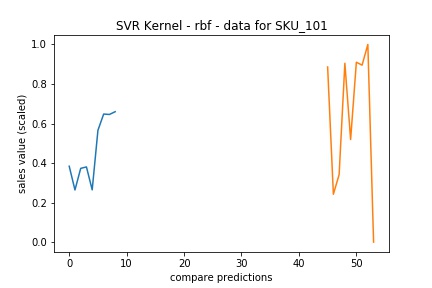 SVR Kernel - rbf - data for SKU_101
1.0
0.8
0.6
0.4
0.2
0.0
sales value (scaled)
0 10 20 30 40 50
compare predictions